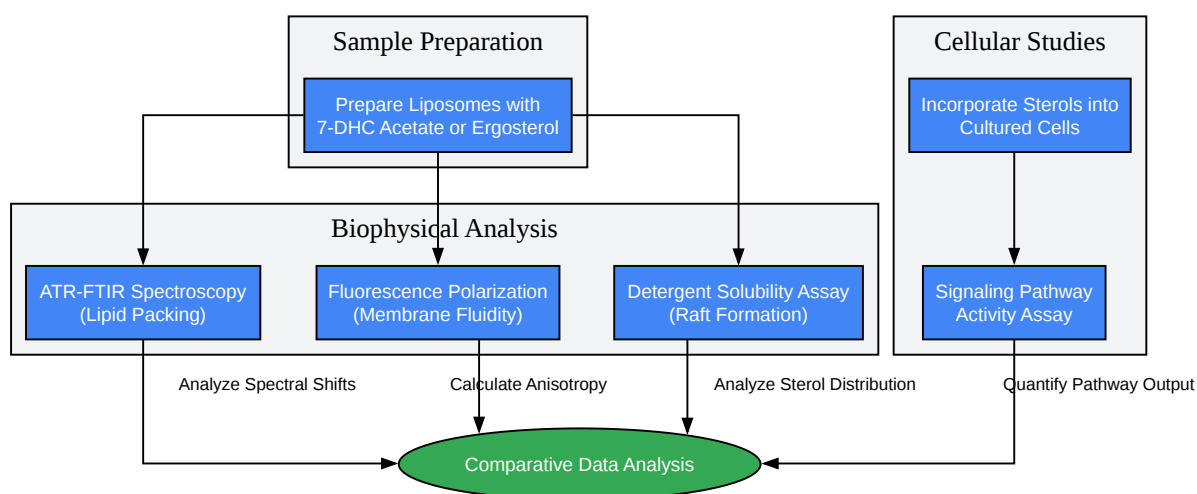 Sample Preparation
Cellular Studies
Prepare Liposomes with
7-DHC Acetate or Ergosterol
Incorporate Sterols into
Cultured Cells
Biophysical Analysis
ATR-FTIR Spectroscopy
(Lipid Packing)
Fluorescence Polarization
(Membrane Fluidity)
Detergent Solubility Assay
(Raft Formation)
Signaling Pathway
Activity Assay
Analyze Spectral Shifts
Calculate Anisotropy
Analyze Sterol Distribution
Quantify Pathway Output
Comparative Data Analysis